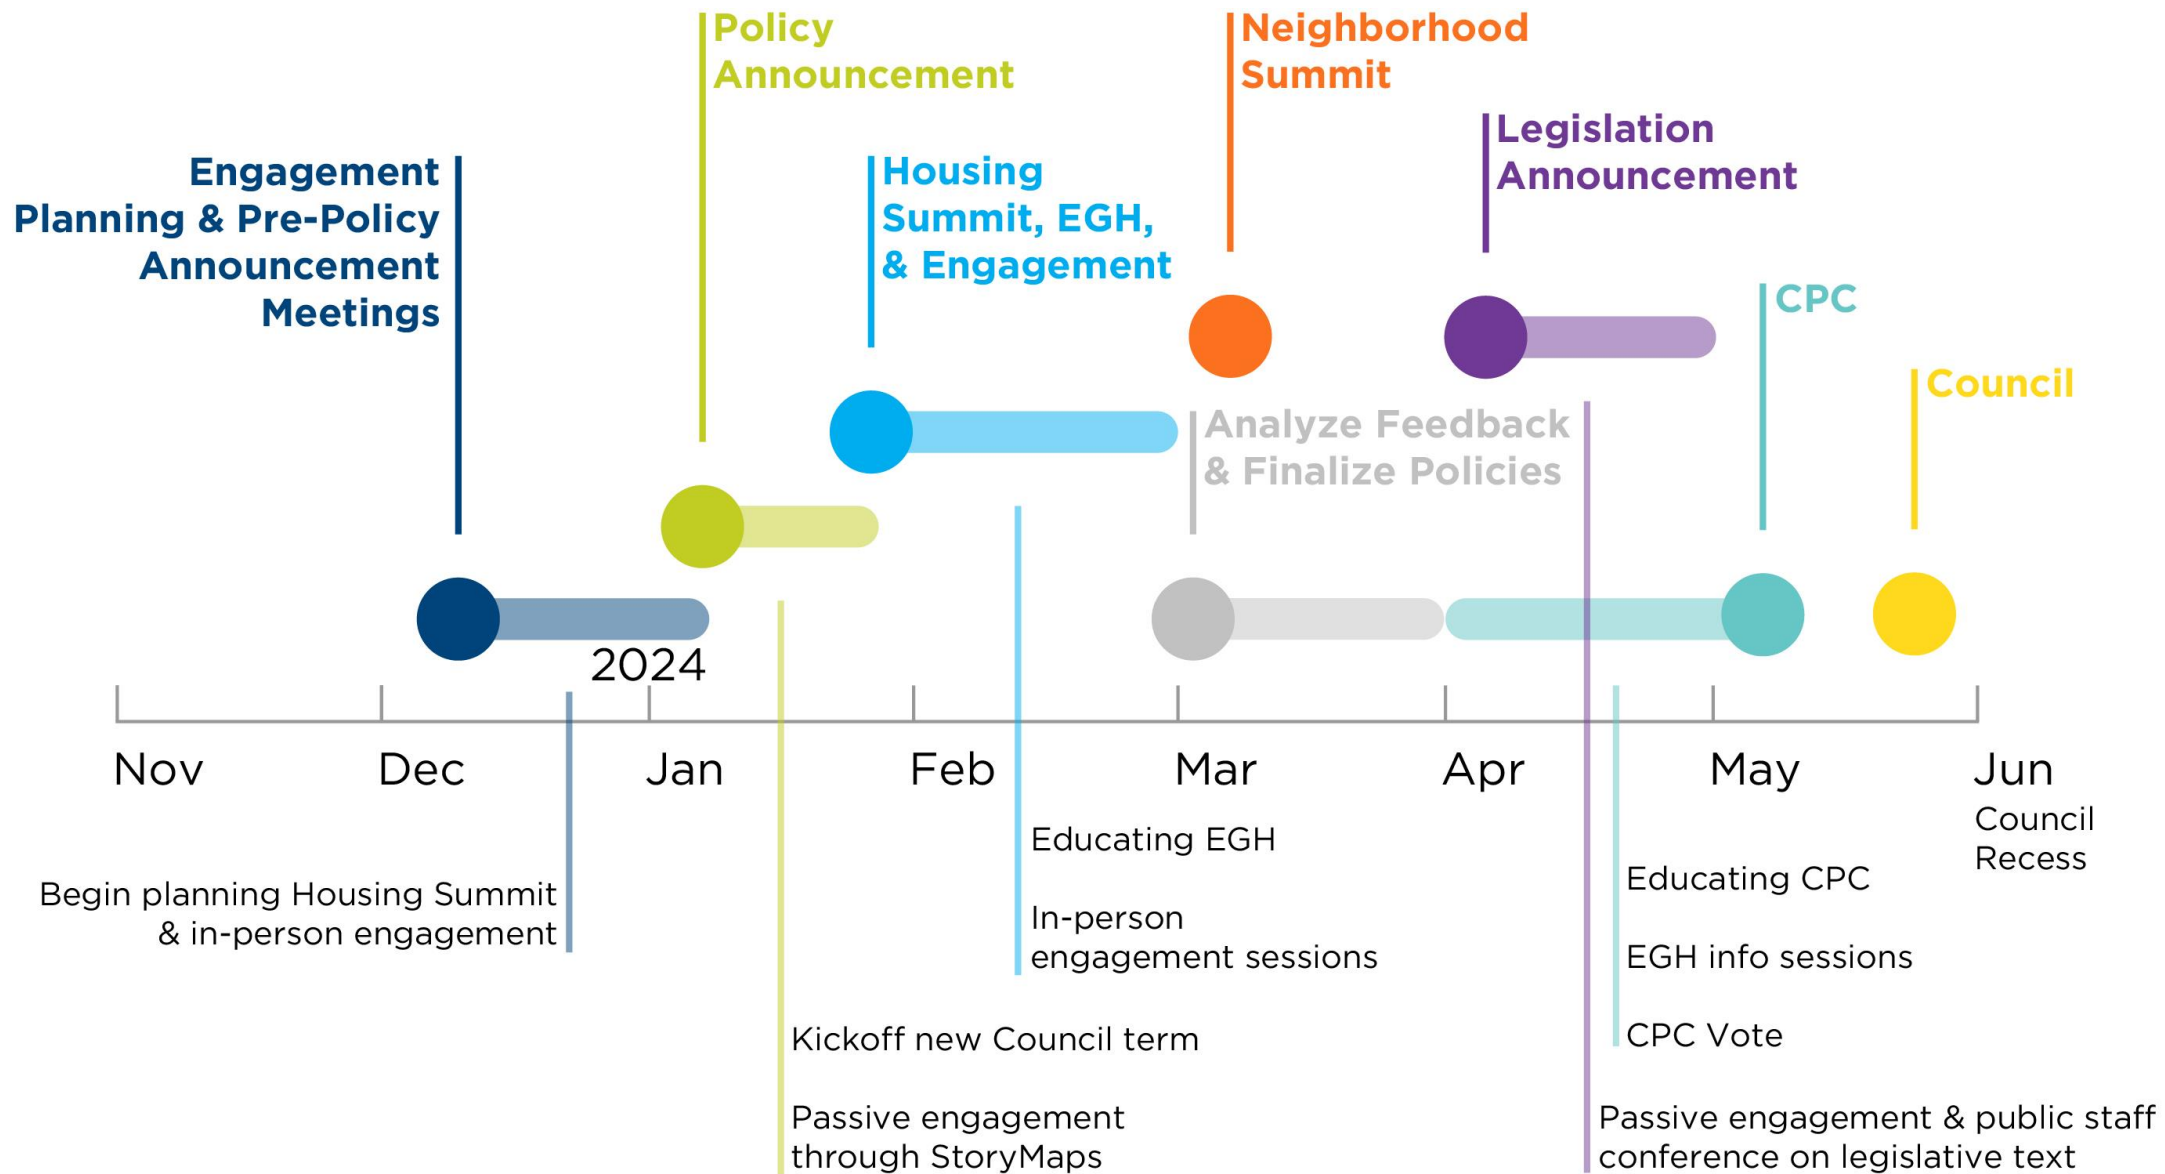 Policy
Announcement
Neighborhood
Summit
Legislation
Announcement
Engagement
Planning & Pre-Policy
Announcement
Meetings
Housing
Summit, EGH,
& Engagement
CPC
Council
Analyze Feedback
& Finalize Policies
2024
Nov
Dec
Jan
Feb
Mar
Apr
May
Jun
Council
Recess
Begin planning Housing Summit
& in-person engagement
Educating EGH
In-person
engagement sessions
Educating CPC
EGH info sessions
CPC Vote
Kickoff new Council term
Passive engagement
through StoryMaps
Passive engagement & public staff
conference on legislative text